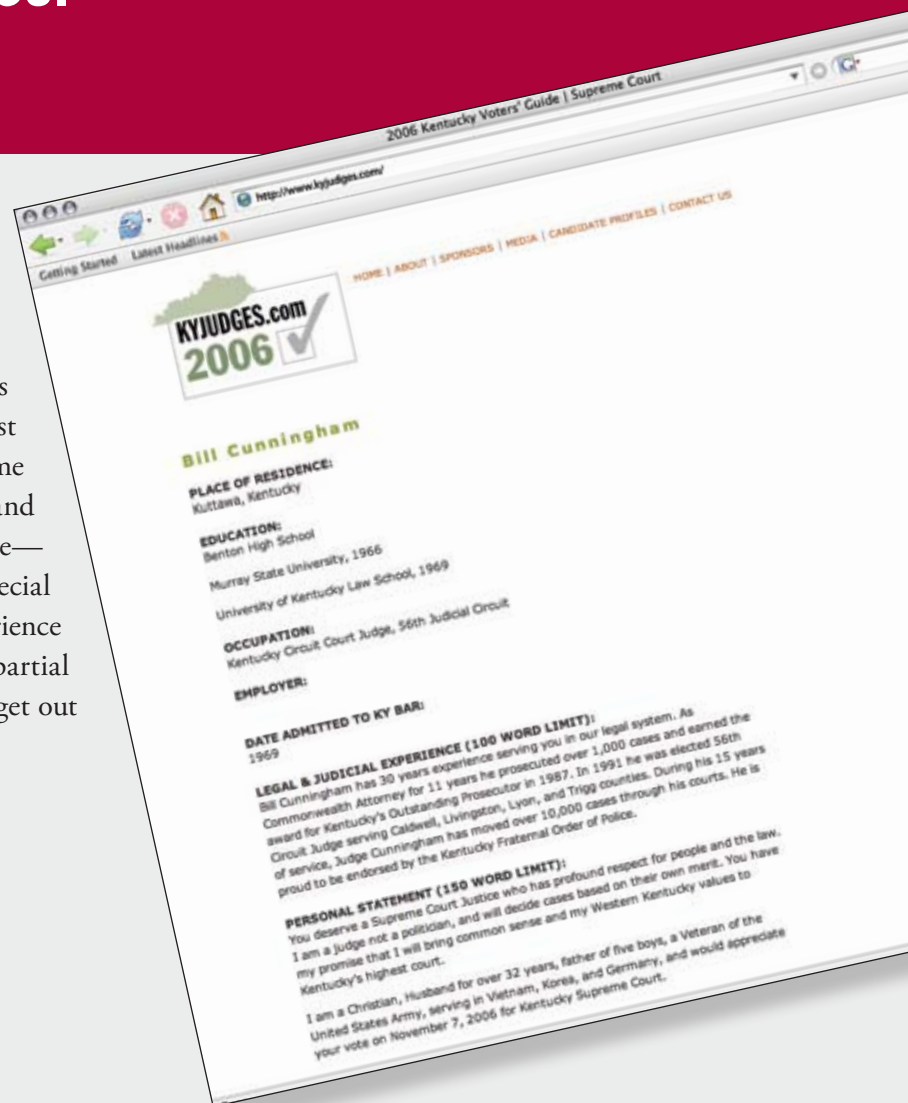 2006 Kentucky Voters' Guide | Supreme Court
http://www.kyjudges.com/
Getting Started Latest Headlines
HOME | ABOUT | SPONSORS | MEDIA | CANDIDATE PROFILES | CONTACT US
KYJUDGES.com
2006
Bill Cunningham
PLACE OF RESIDENCE:
Kuttawa, Kentucky
EDUCATION:
Benton High School
Murray State University, 1966
University of Kentucky Law School, 1969
OCCUPATION:
Kentucky Circuit Court Judge, 56th Judicial Circuit
EMPLOYER:
DATE ADMITTED TO KY BAR:
1969
LEGAL & JUDICIAL EXPERIENCE (100 WORD LIMIT):
Bill Cunningham has 30 years experience serving you in our legal system. As
Commonwealth Attorney for 11 years he prosecuted over 1,000 cases and earned the
award for Kentucky's Outstanding Prosecutor in 1987. In 1991 he was elected 56th
Circuit Judge serving Caldwell, Livingston, Lyon, and Trigg counties. During his 15 years
of service, Judge Cunningham has moved over 10,000 cases through his courts. He is
proud to be endorsed by the Kentucky Fraternal Order of Police.
PERSONAL STATEMENT (150 WORD LIMIT):
You deserve a Supreme Court Justice who has profound respect for people and the law.
I am a judge not a politician, and will decide cases based on their own merit. You have
my promise that I will bring common sense and my Western Kentucky values to
Kentucky's highest court.
I am a Christian, Husband for over 32 years, father of five boys, a Veteran of the
United States Army, serving in Vietnam, Korea, and Germany, and would appreciate
your vote on November 7, 2006 for Kentucky Supreme Court.
get out